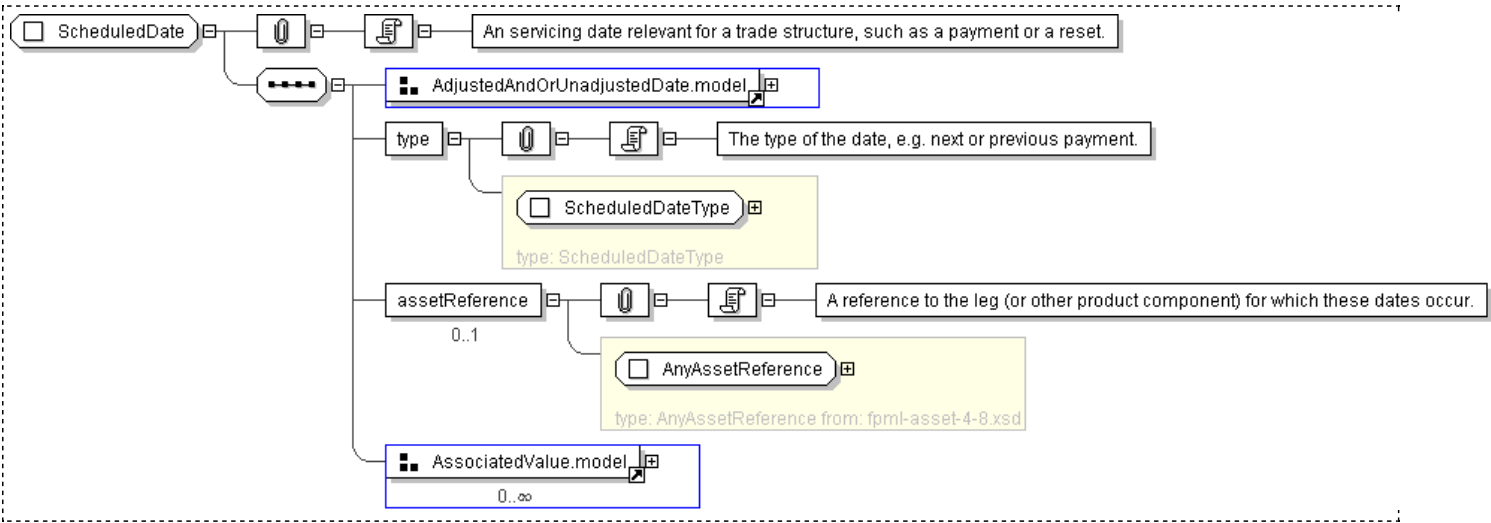 ScheduledDate
An servicing date relevant for a trade structure, such as a payment or a reset.
AdjustedAndOrUnadjustedDate.model
type
The type of the date, e.g. next or previous payment.
ScheduledDateType
type: ScheduledDateType
assetReference
A reference to the leg (or other product component) for which these dates occur.
0..1
AnyAssetReference
type: AnyAssetReference from: fpml-asset-4-8.xsd
AssociatedValue.model
0..∞